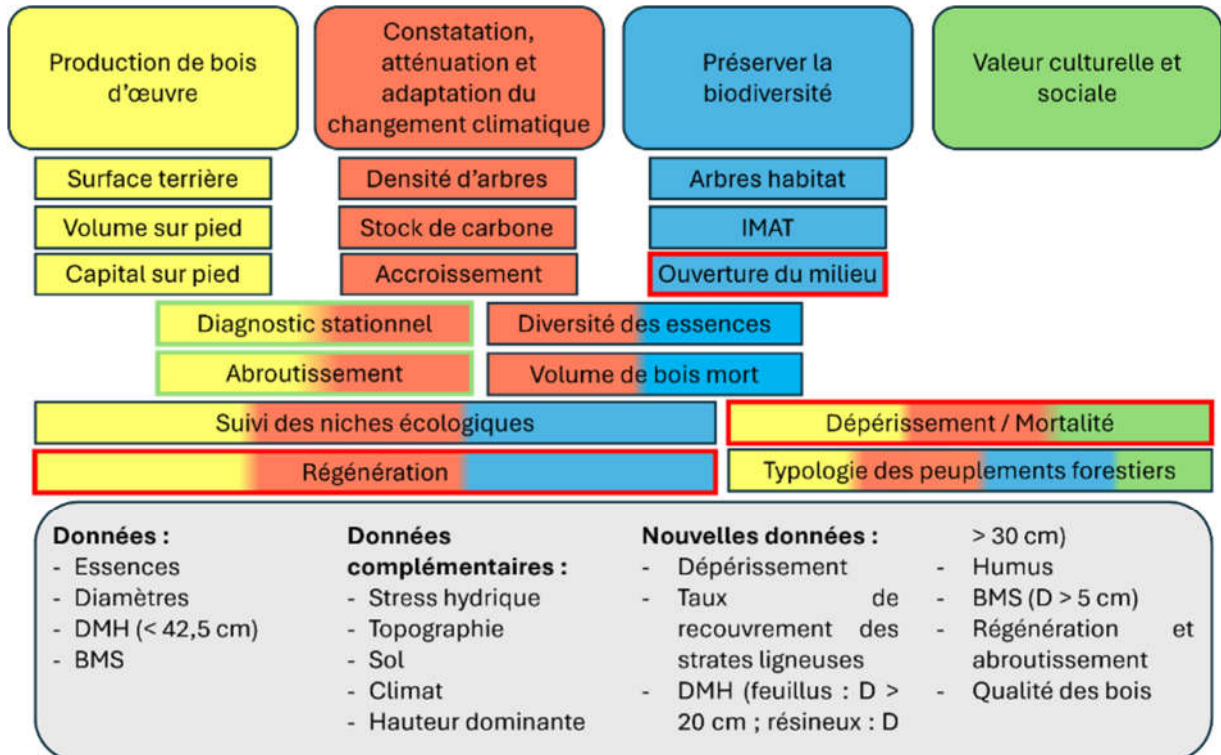 Production de bois
d'œuvre
Constatation,
atténuation et
adaptation du
changement climatique
Préserver la
biodiversité
Valeur culturelle et
sociale
Surface terrière
Densité d'arbres
Arbres habitat
Volume sur pied
Stock de carbone
IMAT
Capital sur pied
Accroissement
Ouverture du milieu
Diagnostic stationnel
Diversité des essences
Abroutissement
Volume de bois mort
Suivi des niches écologiques
Dépérissement / Mortalité
Régénération
Typologie des peuplements forestiers
Données :
- Essences
- Diamètres
- DMH (< 42,5 cm)
- BMS
Données
complémentaires :
- Stress hydrique
- Topographie
- Sol
- Climat
- Hauteur dominante
Nouvelles données :
- Dépérissement
- Taux de
recouvrement des
strates ligneuses
- DMH (feuillus : D >
20 cm ; résineux : D
> 30 cm)
- Humus
- BMS (D > 5 cm)
- Régénération et
abroutissement
- Qualité des bois